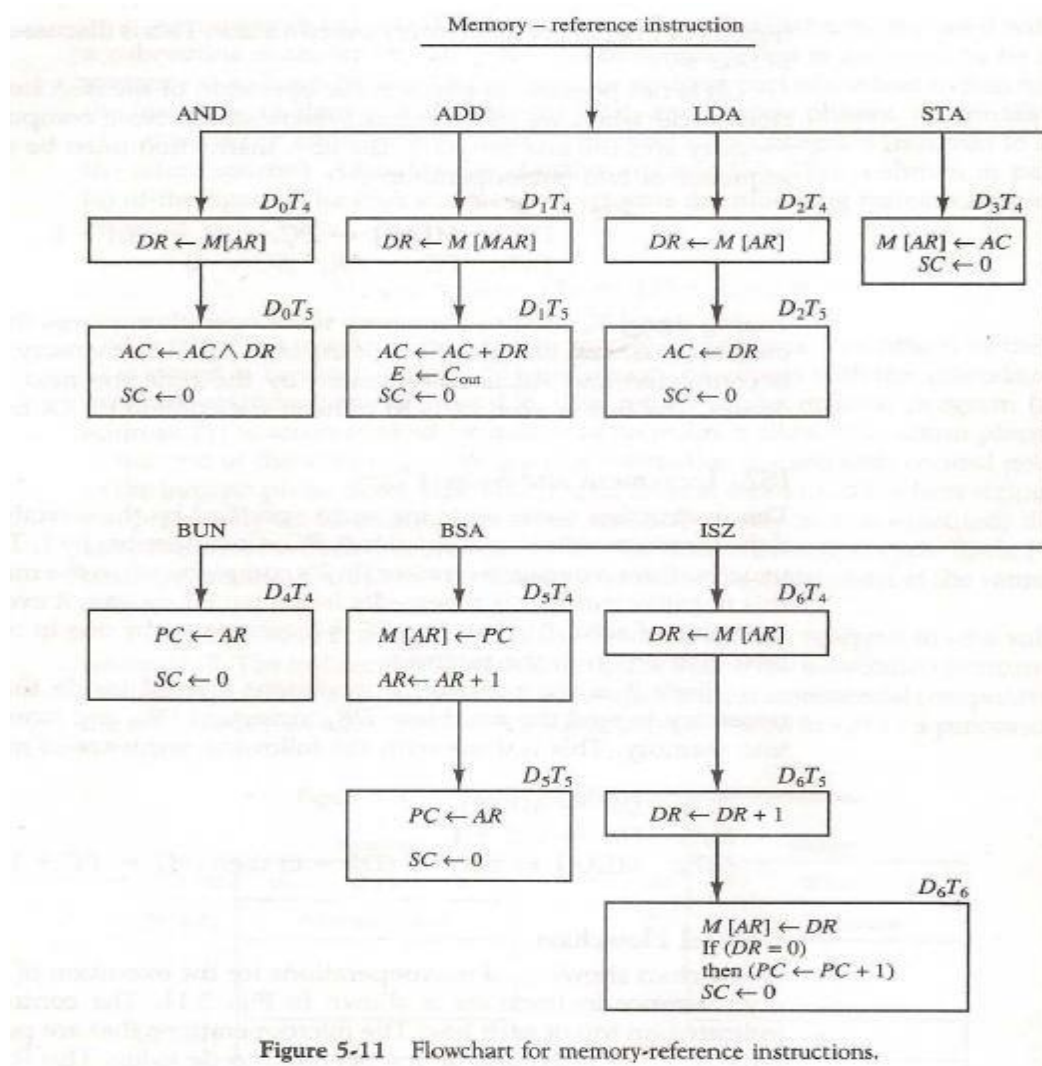 Memory – reference instruction
AND ADD LDA STA
D₀T₄ D₁T₄ D₂T₄ D₃T₄
DR ← M[AR] DR ← M [MAR] DR ← M [AR] M [AR] ← AC
SC ← 0
D₀T₅ D₁T₅ D₂T₅
AC ← AC ∧ DR AC ← AC + DR AC ← DR
SC ← 0 E ← Cout SC ← 0
SC ← 0
BUN BSA ISZ
D₄T₄ D₅T₄ D₆T₄
PC ← AR M [AR] ← PC DR ← M [AR]
SC ← 0 AR ← AR + 1
D₅T₅ D₆T₅
PC ← AR DR ← DR + 1
SC ← 0
D₆T₆
M [AR] ← DR
If (DR = 0)
then (PC ← PC + 1)
SC ← 0
Figure 5-11 Flowchart for memory-reference instructions.